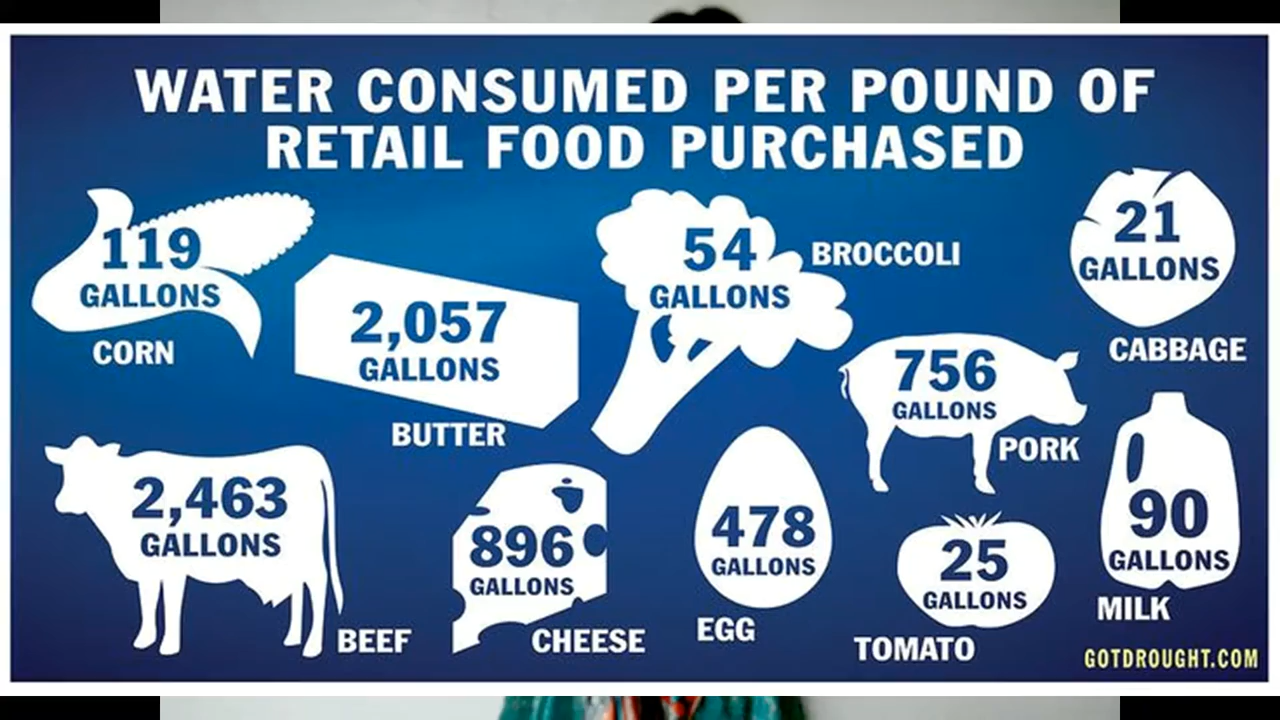 WATER CONSUMED PER POUND OF
RETAIL FOOD PURCHASED
119
GALLONS
CORN
2,057
GALLONS
BUTTER
54
GALLONS
BROCCOLI
21
GALLONS
CABBAGE
756
GALLONS
PORK
2,463
GALLONS
BEEF
896
GALLONS
CHEESE
478
GALLONS
EGG
25
GALLONS
TOMATO
90
GALLONS
MILK
GOTDROUGHT.COM